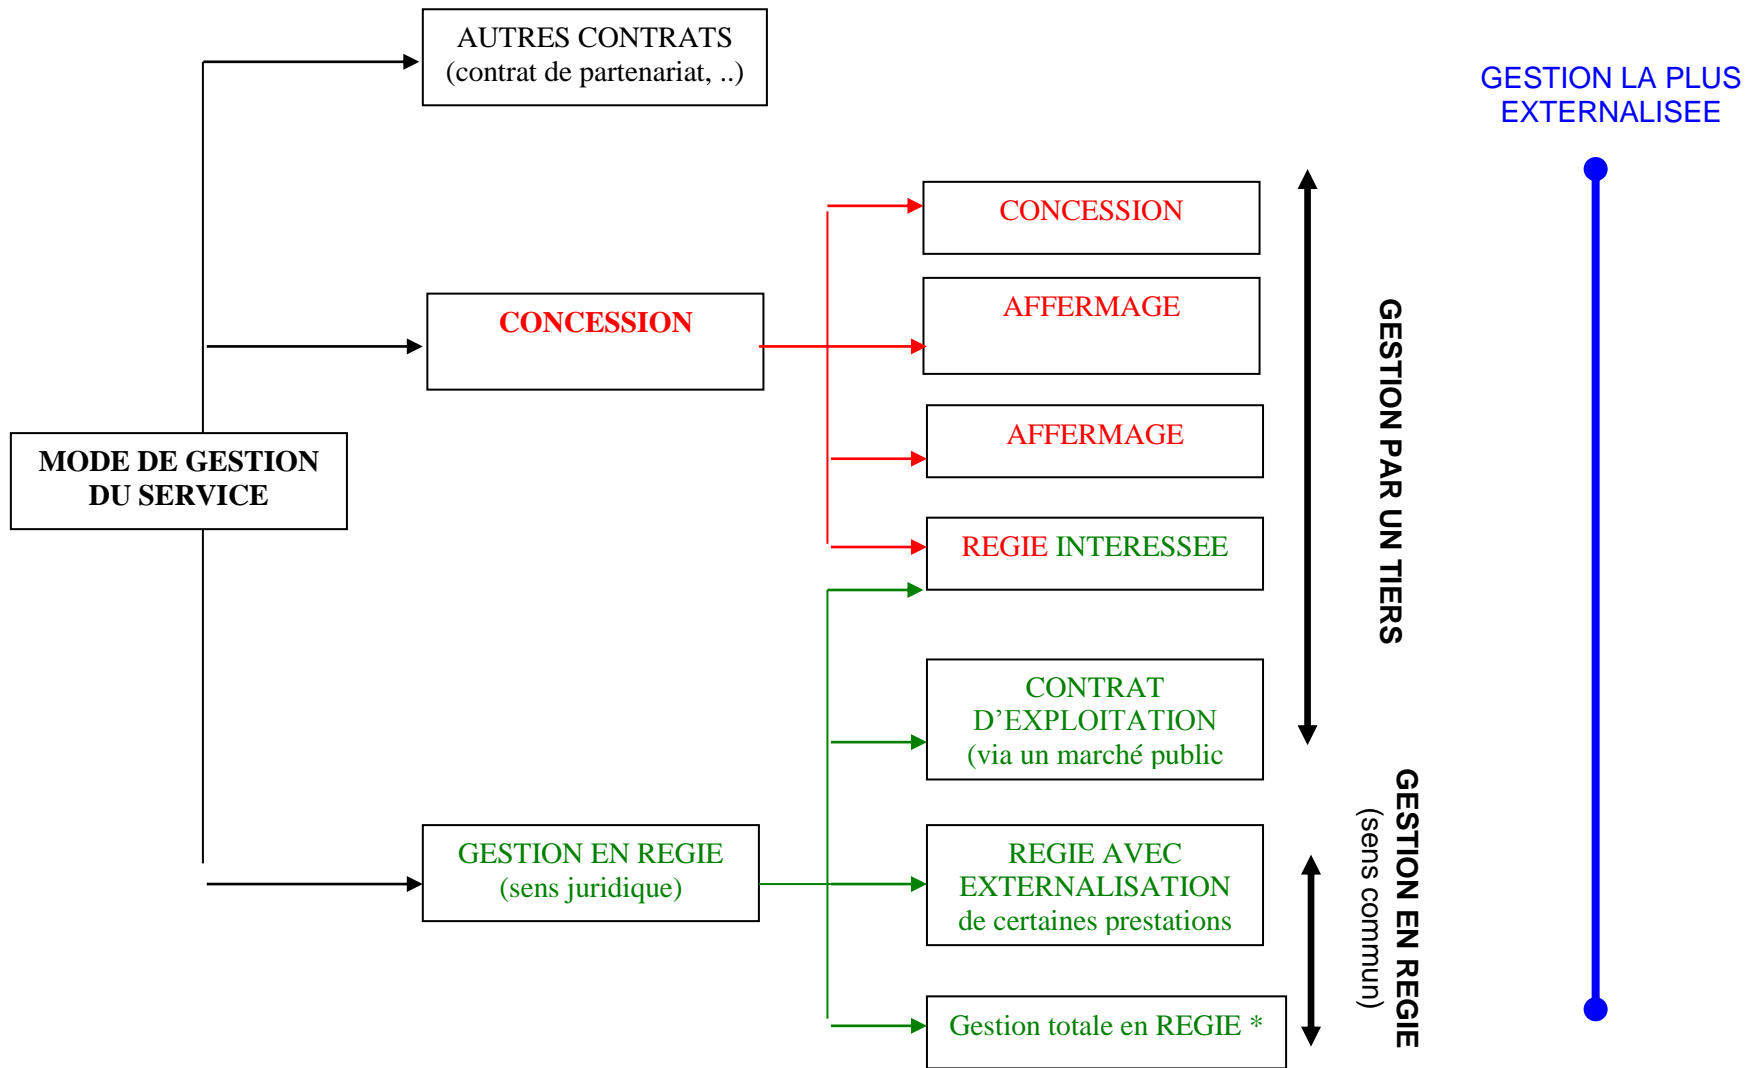 AUTRES CONTRATS
(contrat de partenariat, ..)
GESTION LA PLUS
EXTERNALISEE
CONCESSION
AFFERMAGE
CONCESSION
AFFERMAGE
MODE DE GESTION
DU SERVICE
REGIE INTERESSEE
GESTION PAR UN TIERS
CONTRAT
D’EXPLOITATION
(via un marché public
GESTION EN REGIE
(sens juridique)
REGIE AVEC
EXTERNALISATION
de certaines prestations
GESTION EN REGIE
(sens commun)
Gestion totale en REGIE *